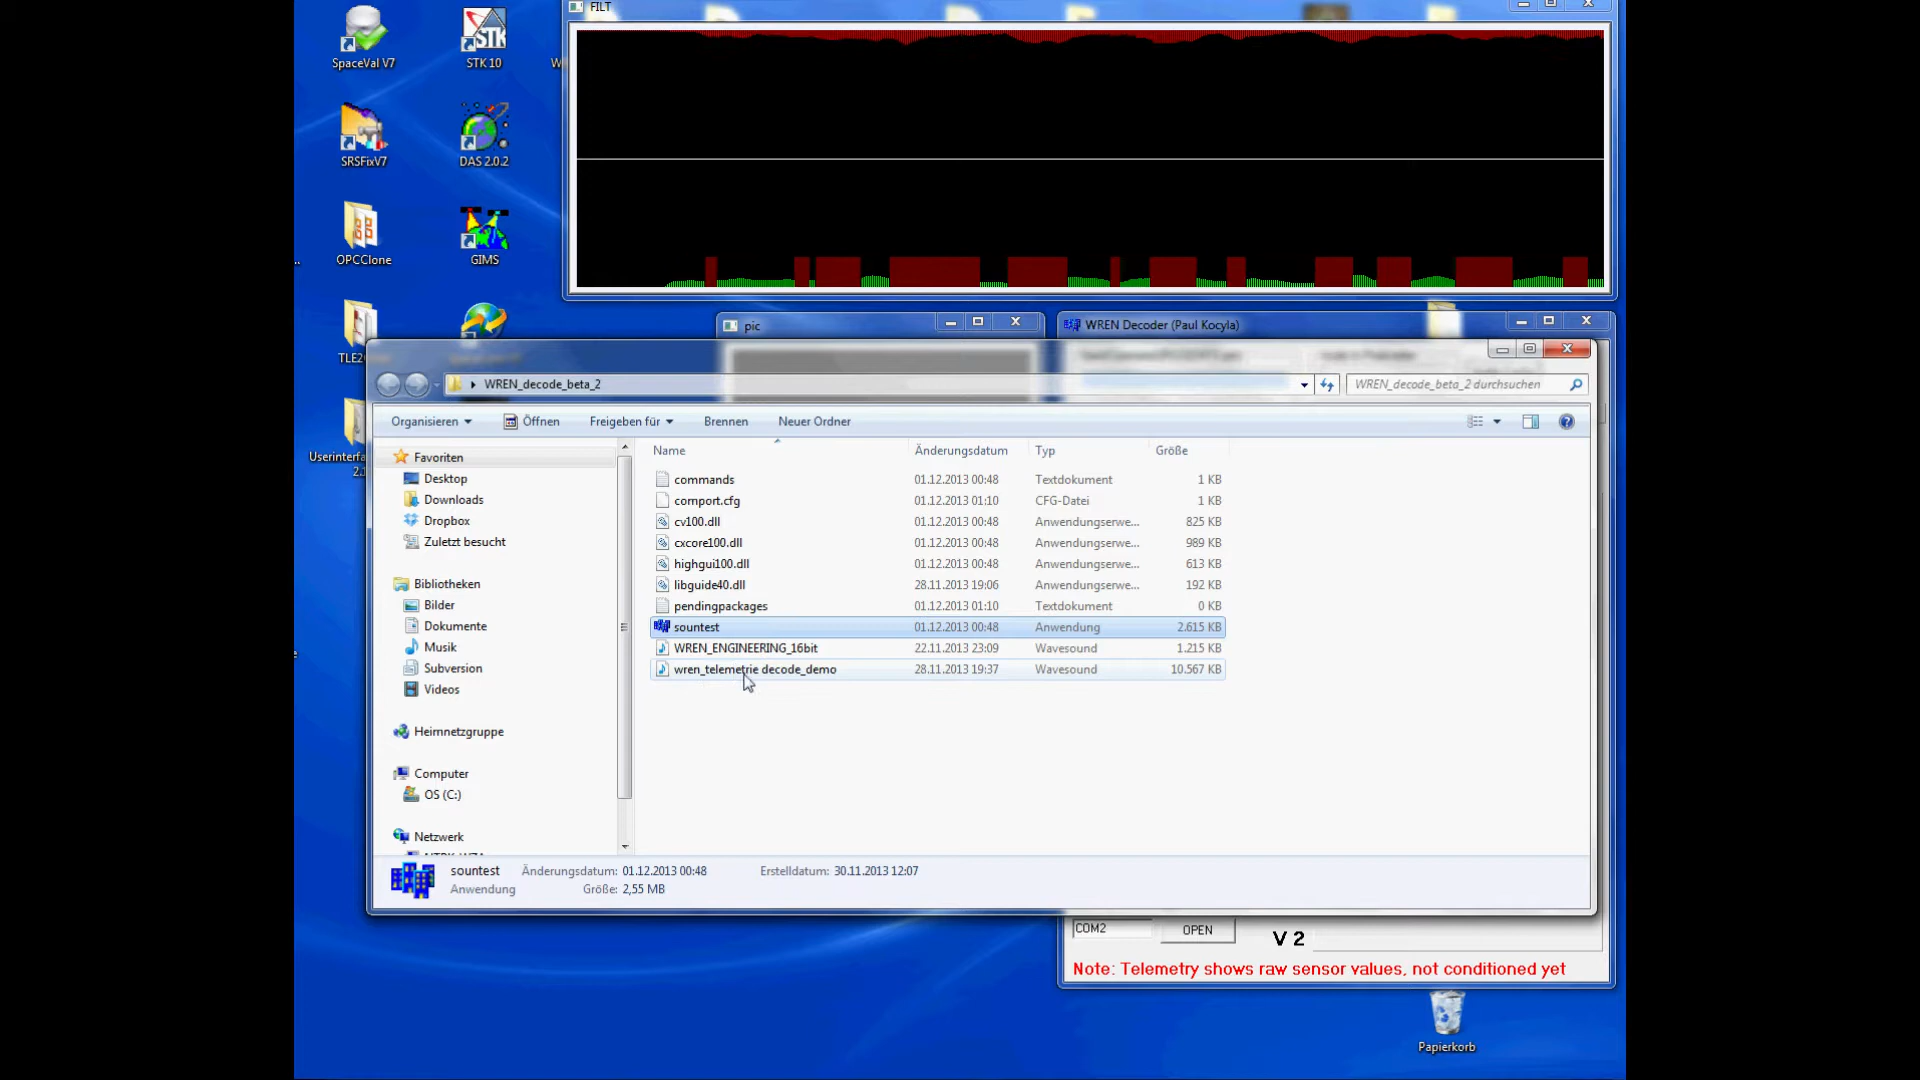 FILT
SpaceVal V7
STK 10
W
SRSFixV7
DAS 2.0.2
..
OPCClone
GIMS
pic
WREN Decoder (Paul Kocyla)
WREN_decode_beta_2
WREN_decode_beta_2 durchsuchen
Organisieren
Öffnen
Freigeben für
Brennen
Neuer Ordner
Name
Änderungsdatum
Typ
Größe
Favoriten
Desktop
Downloads
Dropbox
Zuletzt besucht
Bibliotheken
Bilder
Dokumente
Musik
Subversion
Videos
Heimnetzgruppe
Computer
OS (C:)
Netzwerk
commands 01.12.2013 00:48 Textdokument 1 KB
comport.cfg 01.12.2013 01:10 CFG-Datei 1 KB
cv100.dll 01.12.2013 00:48 Anwendungserwe... 825 KB
cxcore100.dll 01.12.2013 00:48 Anwendungserwe... 989 KB
highgui100.dll 01.12.2013 00:48 Anwendungserwe... 613 KB
libguide40.dll 28.11.2013 19:06 Anwendungserwe... 192 KB
pendingpackages 01.12.2013 01:10 Textdokument 0 KB
sountest 01.12.2013 00:48 Anwendung 2.615 KB
WREN_ENGINEERING_16bit 22.11.2013 23:09 Wavesound 1.215 KB
wren_telemetrie decode_demo 28.11.2013 19:37 Wavesound 10.567 KB
sountest Änderungsdatum: 01.12.2013 00:48 Erstelldatum: 30.11.2013 12:07
Anwendung Größe: 2,55 MB
COM2
OPEN
V 2
Note: Telemetry shows raw sensor values, not conditioned yet
Papierkorb